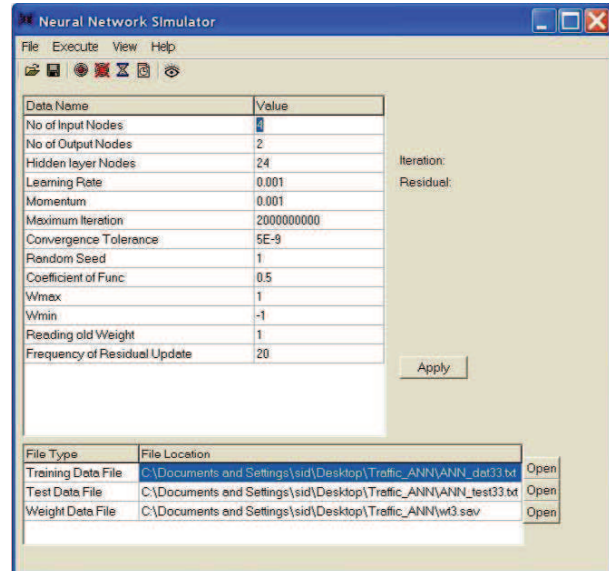 Neural Network SImulator
File Execute View Help
Data Name Value
No of Input Nodes 4
No of Output Nodes 2
Hidden layer Nodes 24
Learning Rate 0.001
Momentum 0.001
Maximum Iteration 2000000000
Convergence Tolerance 5E-9
Random Seed 1
Coefficient of Func 0.5
Wmax 1
Wmin -1
Reading old Weight 1
Frequency of Residual Update 20
Iteration:
Residual:
Apply
File Type File Location
Training Data File C:\Documents and Settings\sid\Desktop\Traffic_ANN\ANN_dat33.txt Open
Test Data File C:\Documents and Settings\sid\Desktop\Traffic_ANN\ANN_test33.txt Open
Weight Data File C:\Documents and Settings\sid\Desktop\Traffic_ANN\wt3.sav Open